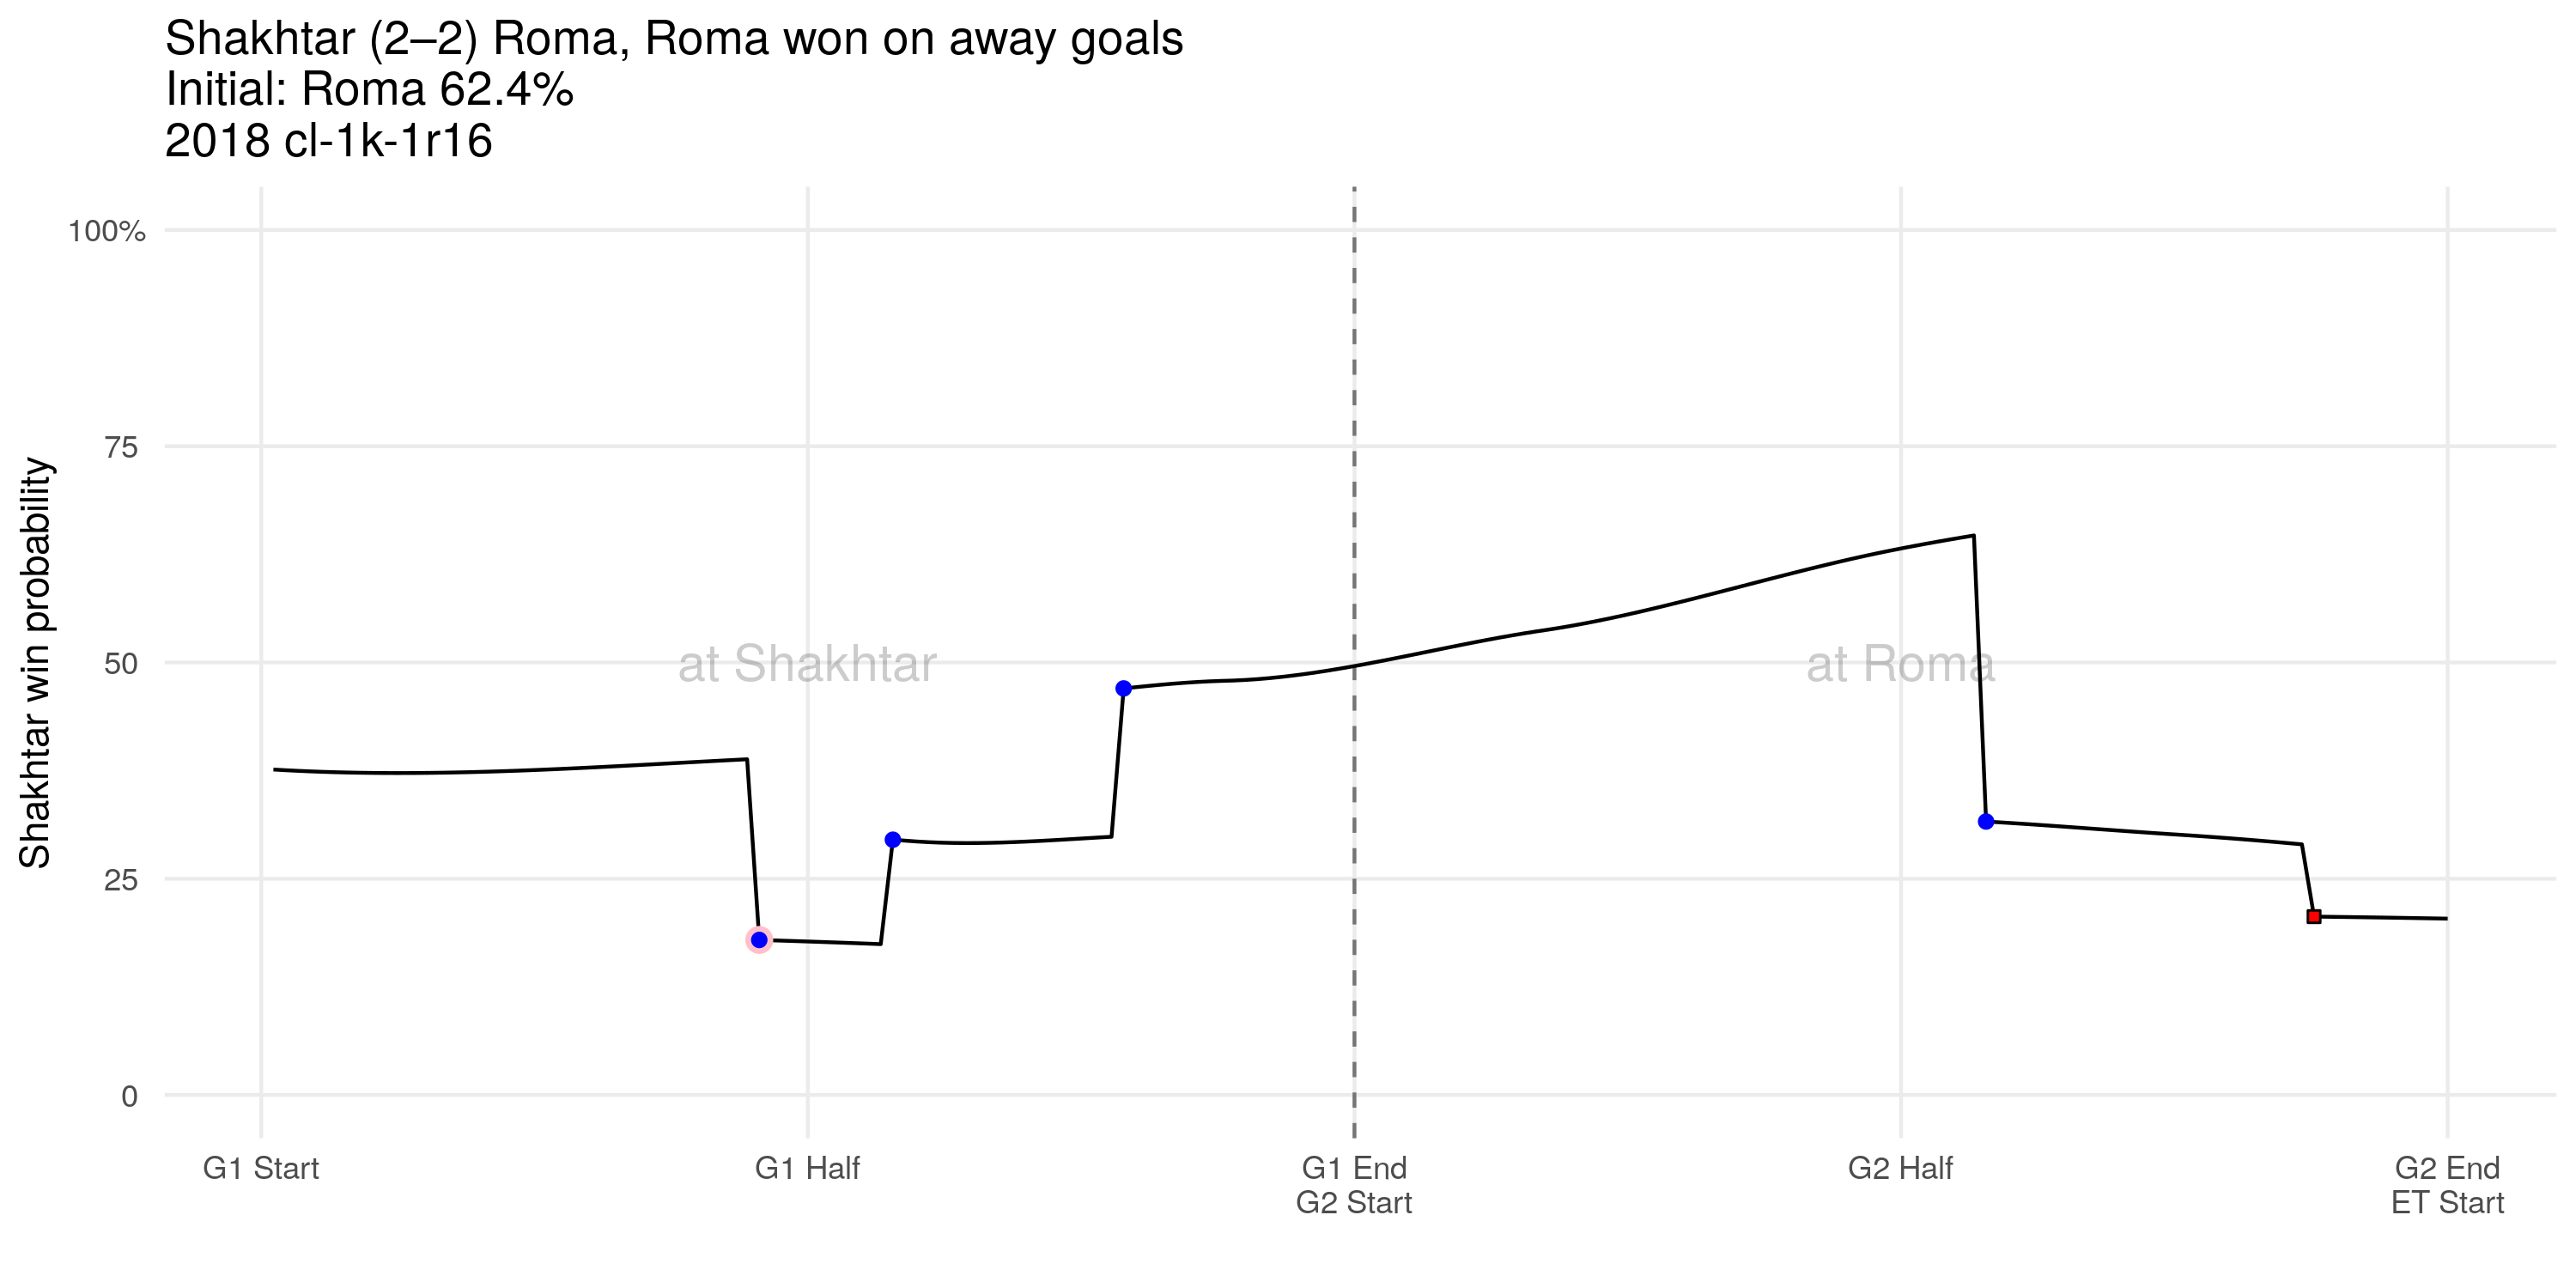 Shakhtar (2–2) Roma, Roma won on away goals
Initial: Roma 62.4%
2018 cl-1k-1r16
Shakhtar win probability
100%
75
50
25
0
at Shakhtar
at Roma
G1 Start
G1 Half
G1 End
G2 Start
G2 Half
G2 End
ET Start